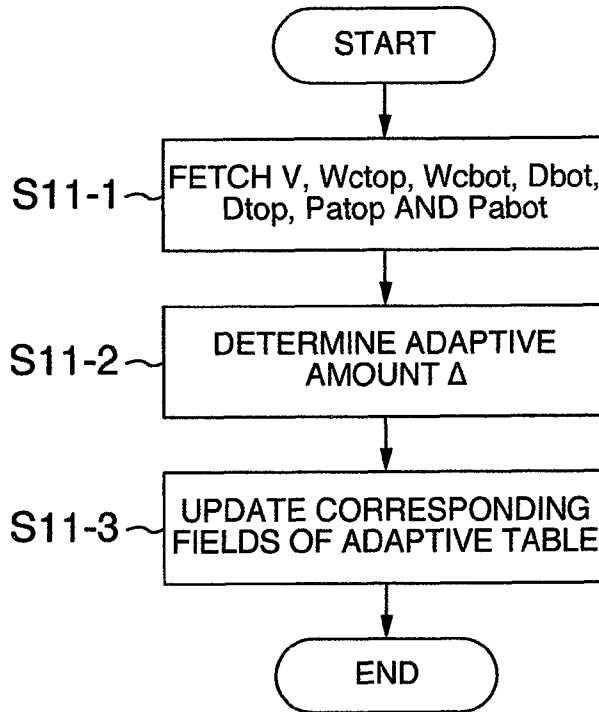 START
S11-1
FETCH V, Wctop, Wcbot, Dbot,
Dtop, Patop AND Pabot
S11-2
DETERMINE ADAPTIVE
AMOUNT Δ
S11-3
UPDATE CORRESPONDING
FIELDS OF ADAPTIVE TABLE
END